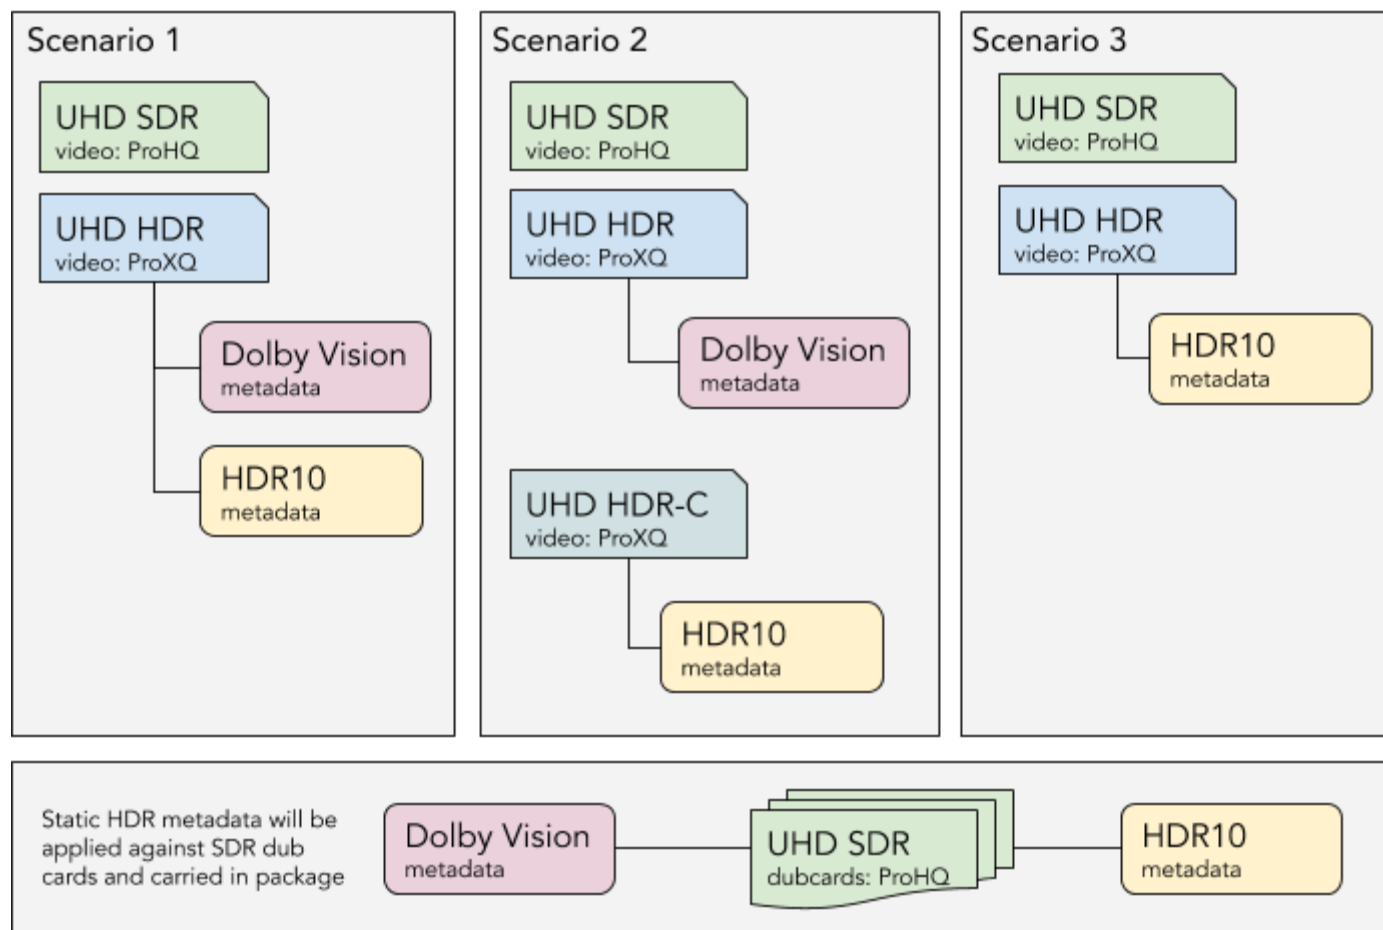 Scenario 1
UHD SDR
video: ProHQ
UHD HDR
video: ProXQ
Dolby Vision
metadata
HDR10
metadata
Scenario 2
UHD SDR
video: ProHQ
UHD HDR
video: ProXQ
Dolby Vision
metadata
UHD HDR-C
video: ProXQ
HDR10
metadata
Scenario 3
UHD SDR
video: ProHQ
UHD HDR
video: ProXQ
HDR10
metadata
Static HDR metadata will be
applied against SDR dub
cards and carried in package
Dolby Vision
metadata
UHD SDR
dubcards: ProHQ
HDR10
metadata